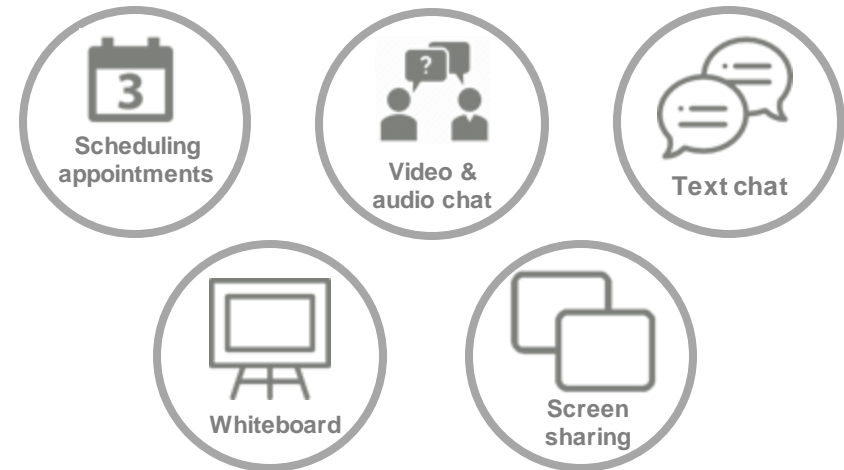 3
Scheduling
appointments
?
Video &
audio chat
Text chat
Whiteboard
Screen
sharing